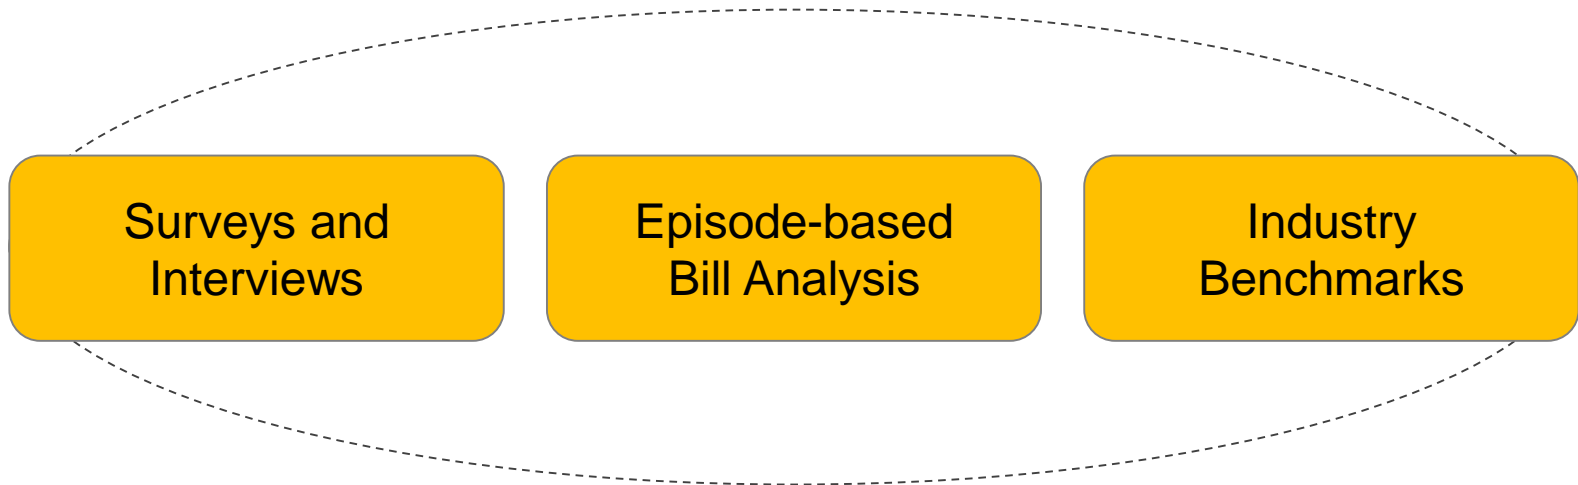 Surveys and
Interviews
Episode-based
Bill Analysis
Industry
Benchmarks